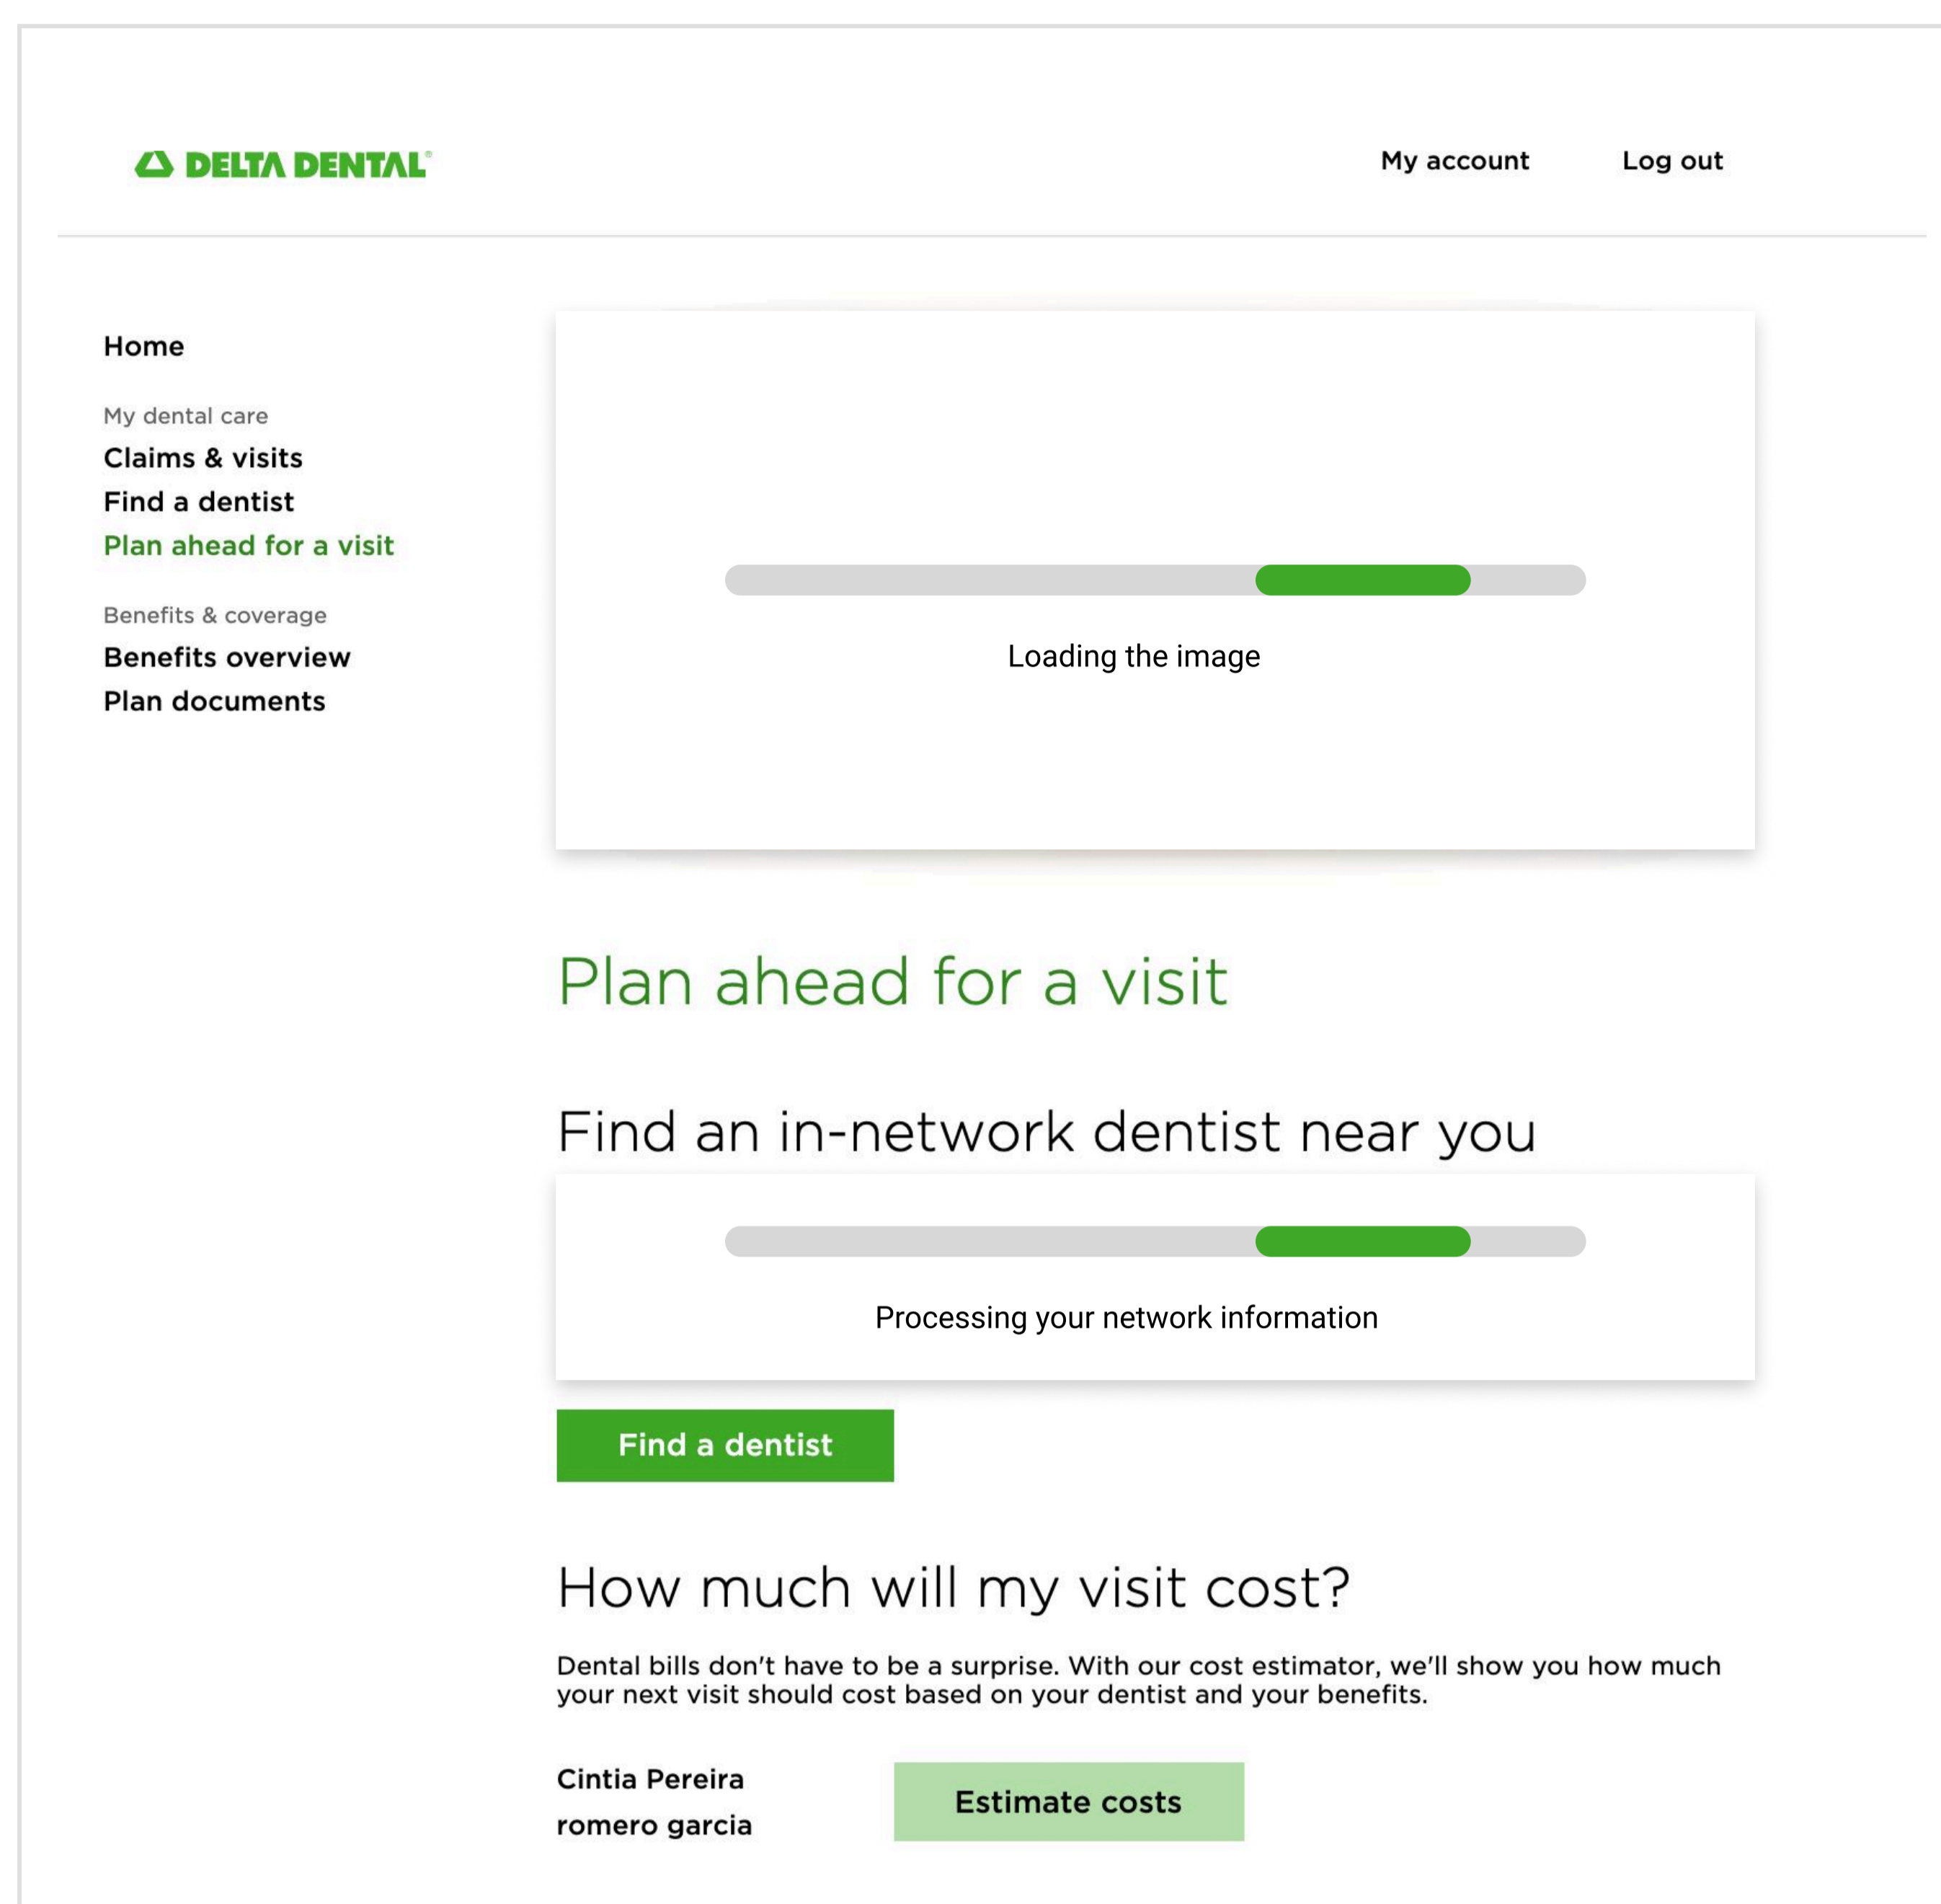 DELTA DENTAL®
My account
Log out
Home
My dental care
Claims & visits
Find a dentist
Plan ahead for a visit
Benefits & coverage
Benefits overview
Plan documents
Loading the image
Plan ahead for a visit
Find an in-network dentist near you
Processing your network information
Find a dentist
How much will my visit cost?
Dental bills don't have to be a surprise. With our cost estimator, we'll show you how much
your next visit should cost based on your dentist and your benefits.
Cintia Pereira
romero garcia
Estimate costs